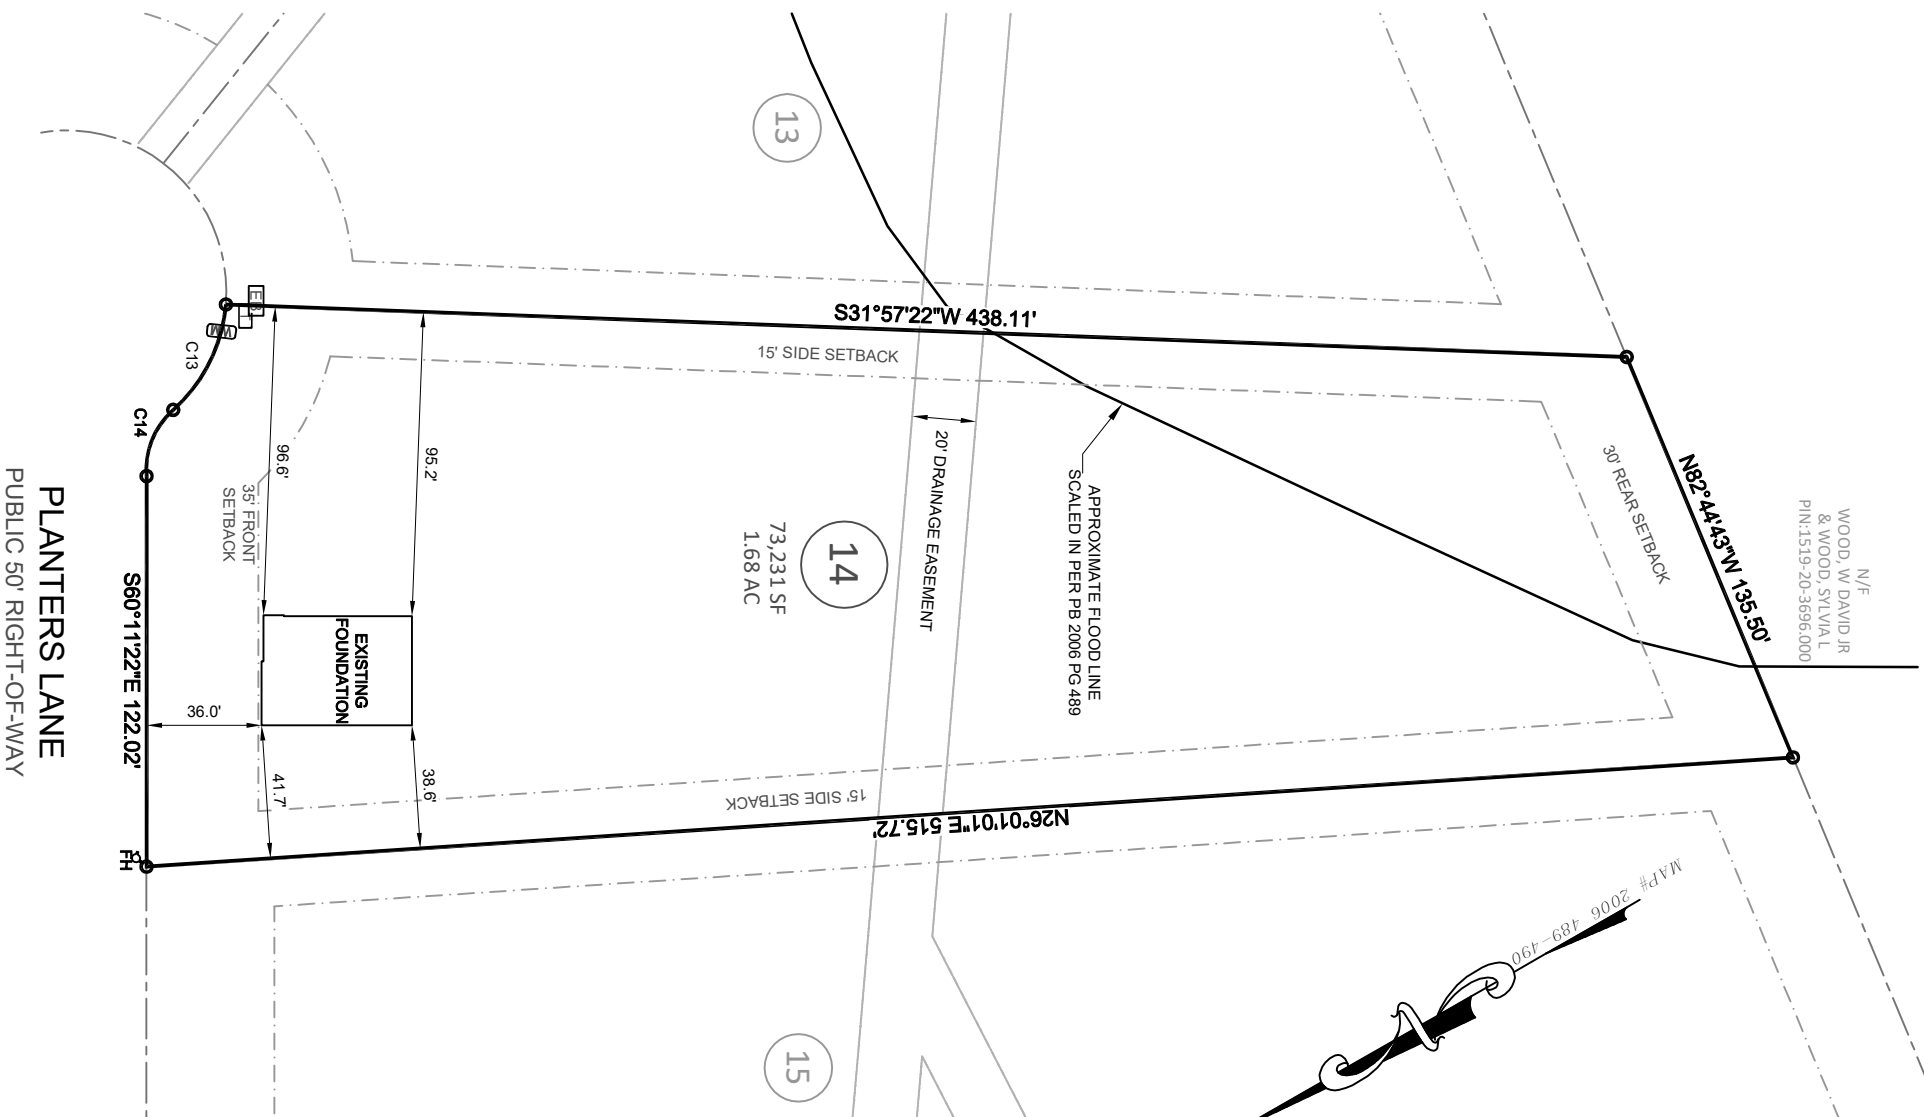 13
S31°57'22"W 438.11'
15' SIDE SETBACK
N/F
WOOD, W DAVID JR
& WOOD, SYLVIA L
PIN:1519-20-3696.000
N82°44'43"W 135.50'
30' REAR SETBACK
APPROXIMATE FLOOD LINE
SCALED IN PER PB 2006 PG 489
20' DRAINAGE EASEMENT
14
73,231 SF
1.68 AC
WM
C13
C14
96.6'
95.2'
35' FRONT
SETBACK
EXISTING
FOUNDATION
36.0'
41.7'
38.6'
15' SIDE SETBACK
N26°01'01"E 515.72'
S60°11'22"E 122.02'
FH
PLANTERS LANE
PUBLIC 50' RIGHT-OF-WAY
MAP# 2006 489-490
15